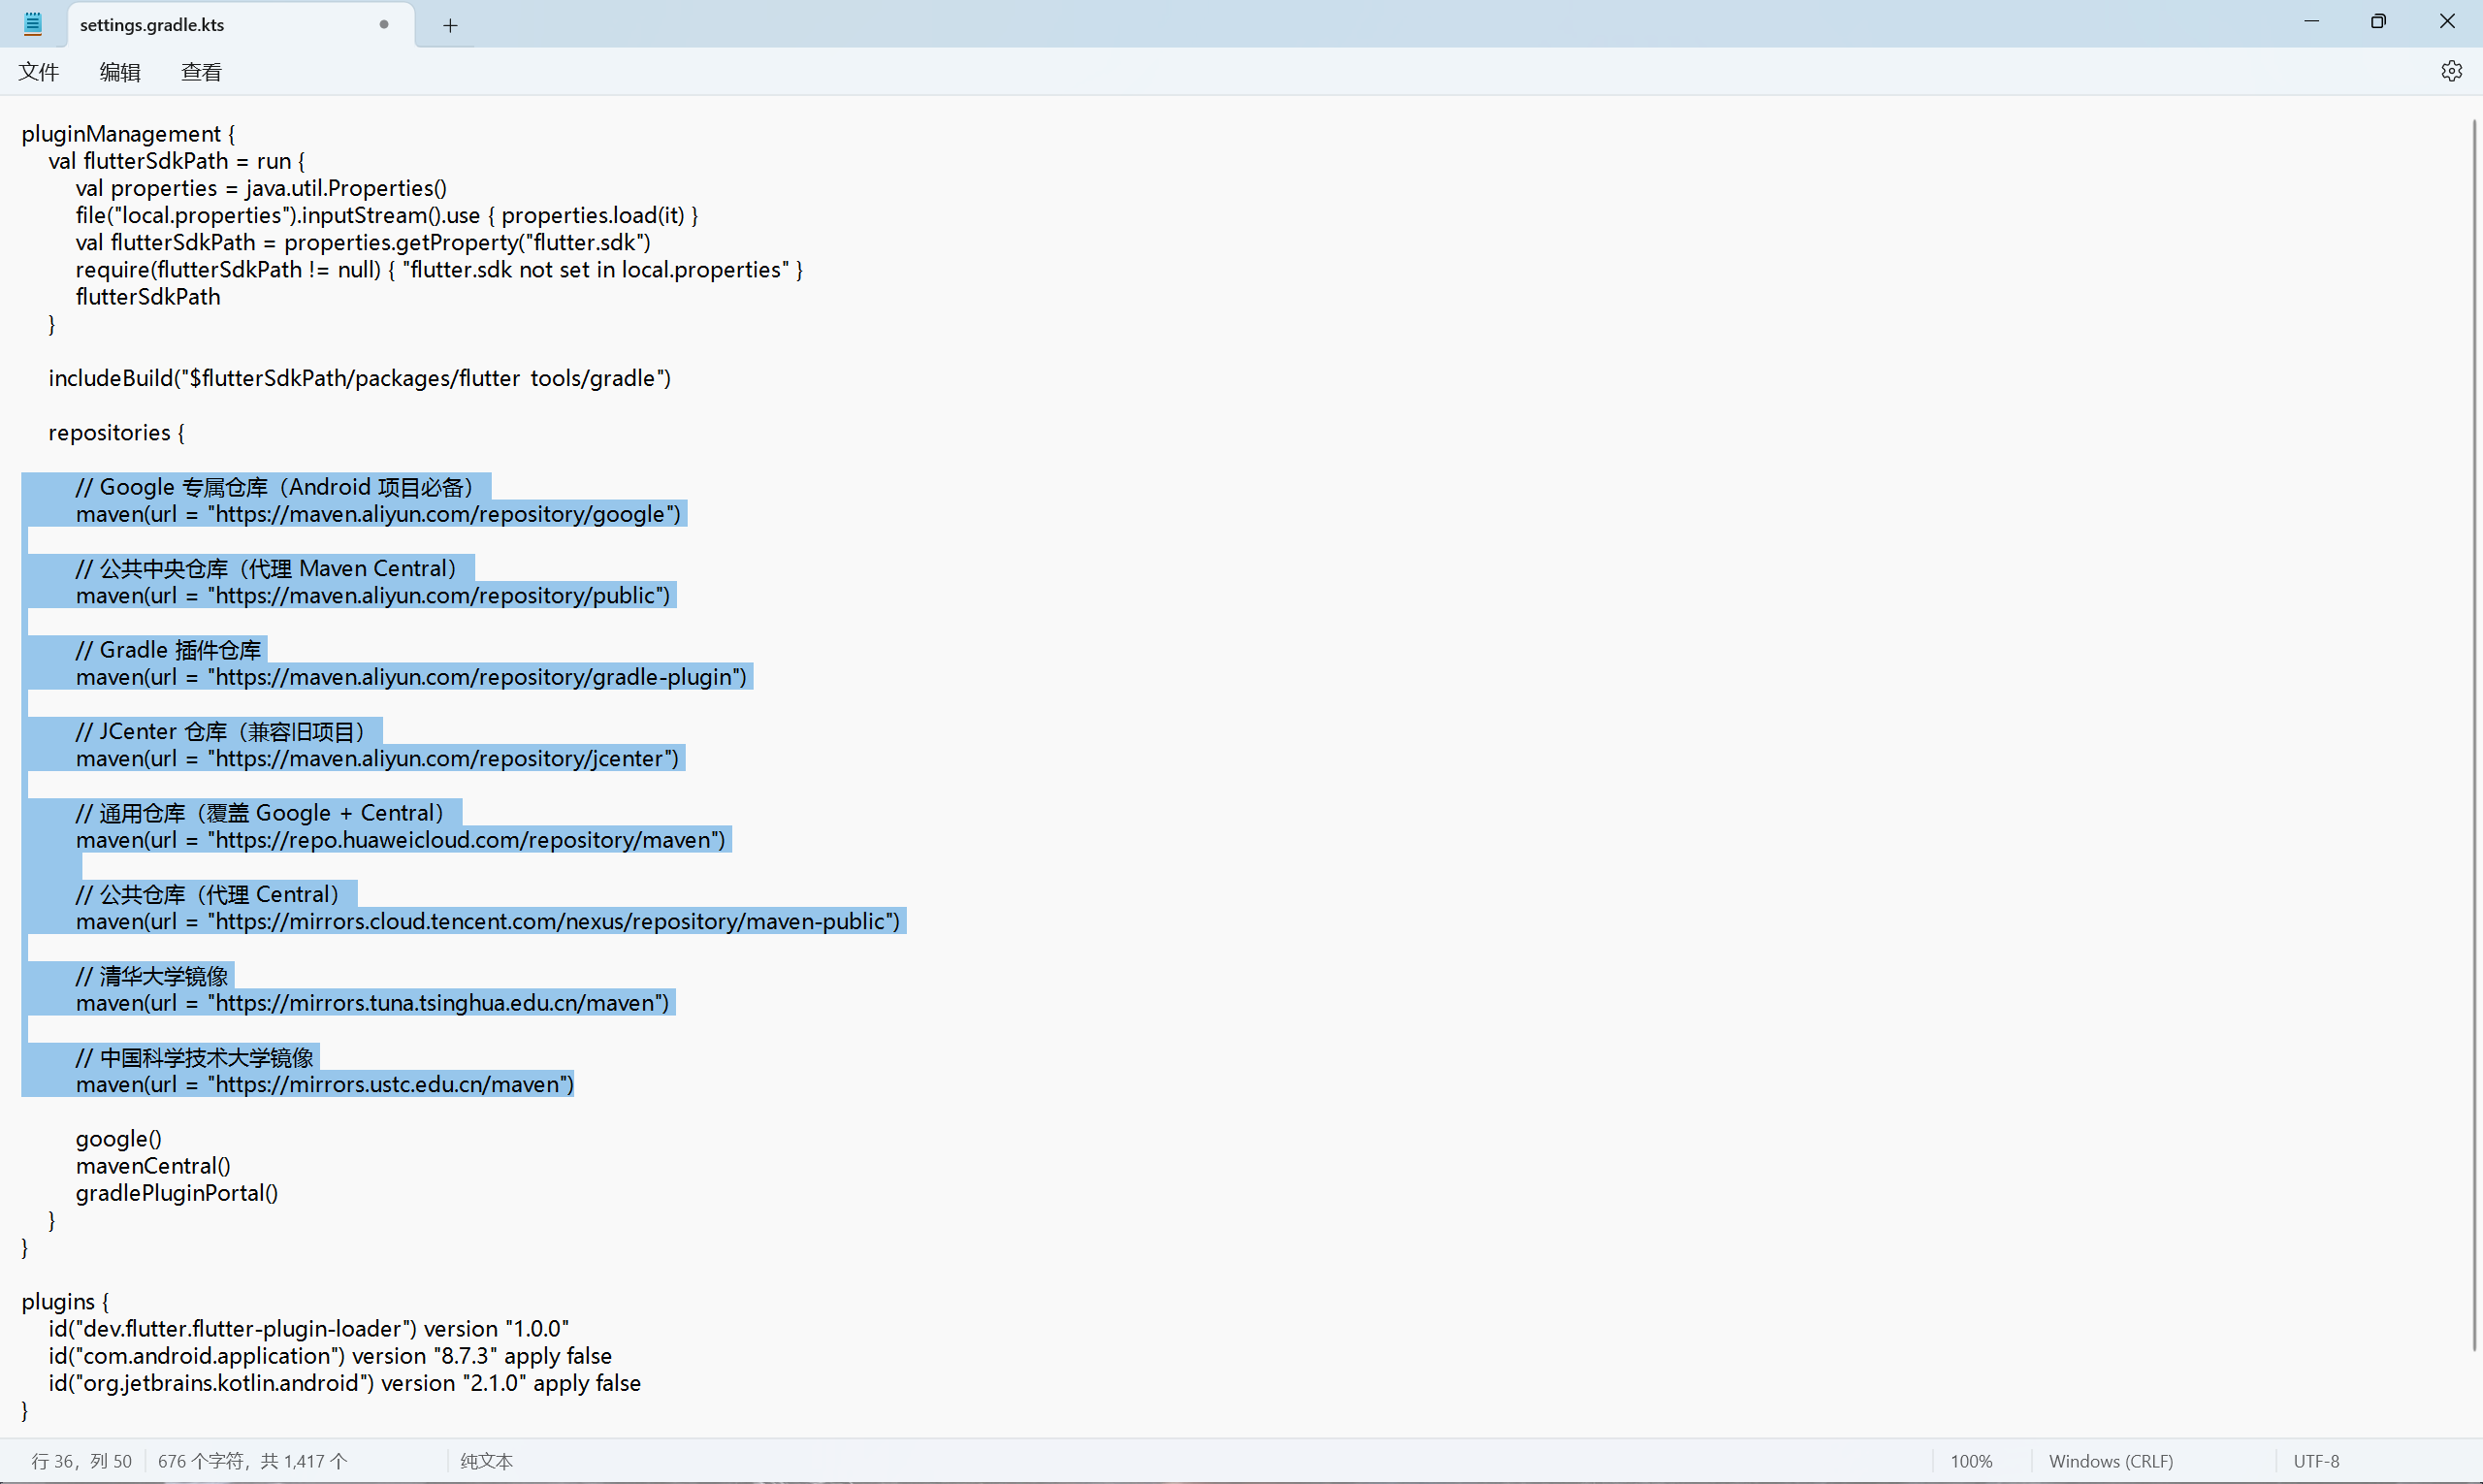 settings.gradle.kts
文件 编辑 查看
pluginManagement {
    val flutterSdkPath = run {
        val properties = java.util.Properties()
        file("local.properties").inputStream().use { properties.load(it) }
        val flutterSdkPath = properties.getProperty("flutter.sdk")
        require(flutterSdkPath != null) { "flutter.sdk not set in local.properties" }
        flutterSdkPath
    }
    includeBuild("$flutterSdkPath/packages/flutter_tools/gradle")
    repositories {
        // Google 专属仓库（Android 项目必备）
        maven(url = "https://maven.aliyun.com/repository/google")
        // 公共中央仓库（代理 Maven Central）
        maven(url = "https://maven.aliyun.com/repository/public")
        // Gradle 插件仓库
        maven(url = "https://maven.aliyun.com/repository/gradle-plugin")
        // JCenter 仓库（兼容旧项目）
        maven(url = "https://maven.aliyun.com/repository/jcenter")
        // 通用仓库（覆盖 Google + Central）
        maven(url = "https://repo.huaweicloud.com/repository/maven")
        // 公共仓库（代理 Central）
        maven(url = "https://mirrors.cloud.tencent.com/nexus/repository/maven-public")
        // 清华大学镜像
        maven(url = "https://mirrors.tuna.tsinghua.edu.cn/maven")
        // 中国科学技术大学镜像
        maven(url = "https://mirrors.ustc.edu.cn/maven")
        google()
        mavenCentral()
        gradlePluginPortal()
    }
}
plugins {
    id("dev.flutter.flutter-plugin-loader") version "1.0.0"
    id("com.android.application") version "8.7.3" apply false
    id("org.jetbrains.kotlin.android") version "2.1.0" apply false
}
行 36，列 50 676 个字符，共 1,417 个 纯文本 100% Windows (CRLF) UTF-8